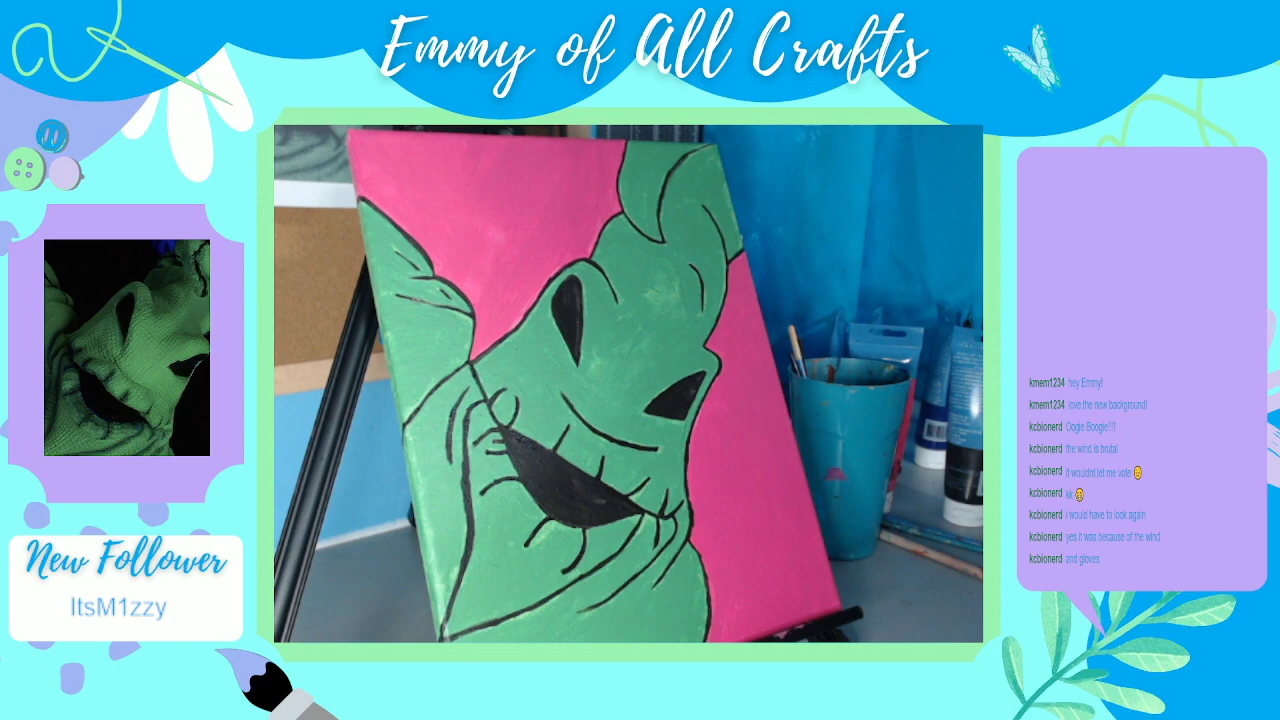 Emmy of All Crafts
kmem1234 hey Emmy!
kmem1234 love the new background!
kcbionerd Oogie Boogie!!!!
kcbionerd the wind is brutal
kcbionerd it wouldnt let me vote
kcbionerd kk
kcbionerd i would have to look again
kcbionerd yes it was because of the wind
kcbionerd and gloves
New Follower
ItsM1zzy